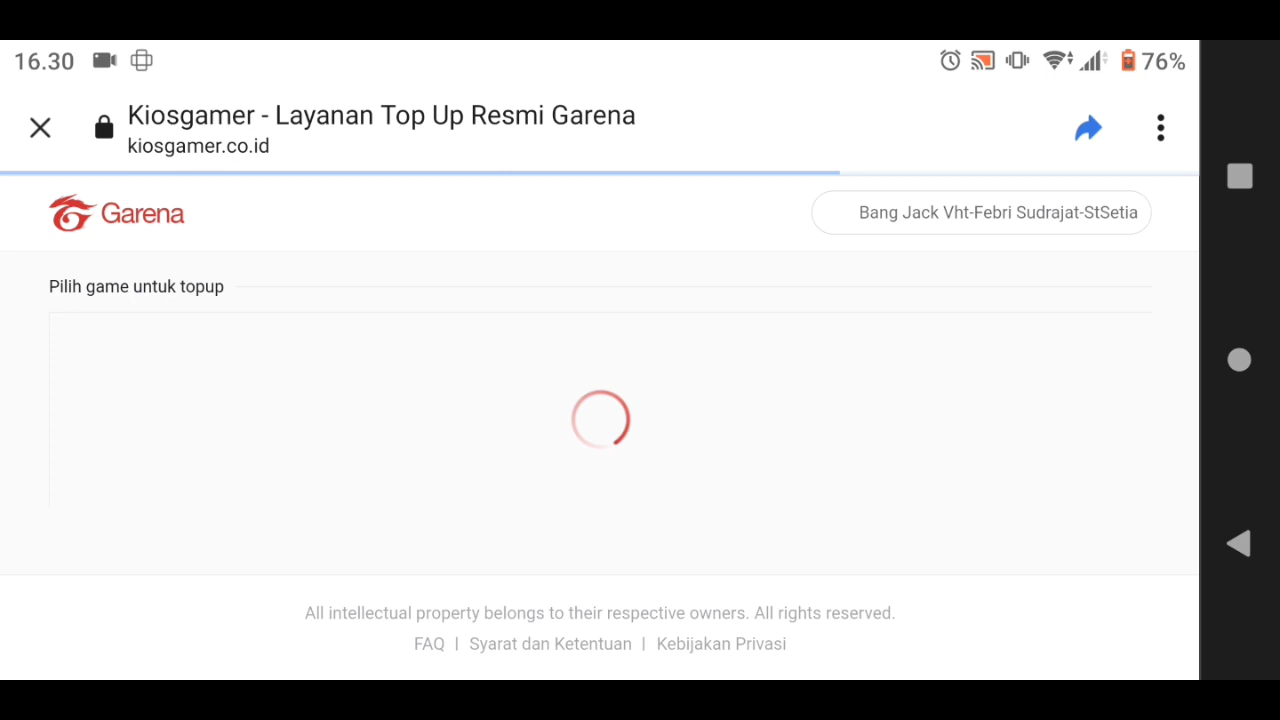 16.30
76%
Kiosgamer - Layanan Top Up Resmi Garena
kiosgamer.co.id
Garena
Bang Jack Vht-Febri Sudrajat-StSetia
Pilih game untuk topup
All intellectual property belongs to their respective owners. All rights reserved.
FAQ | Syarat dan Ketentuan | Kebijakan Privasi